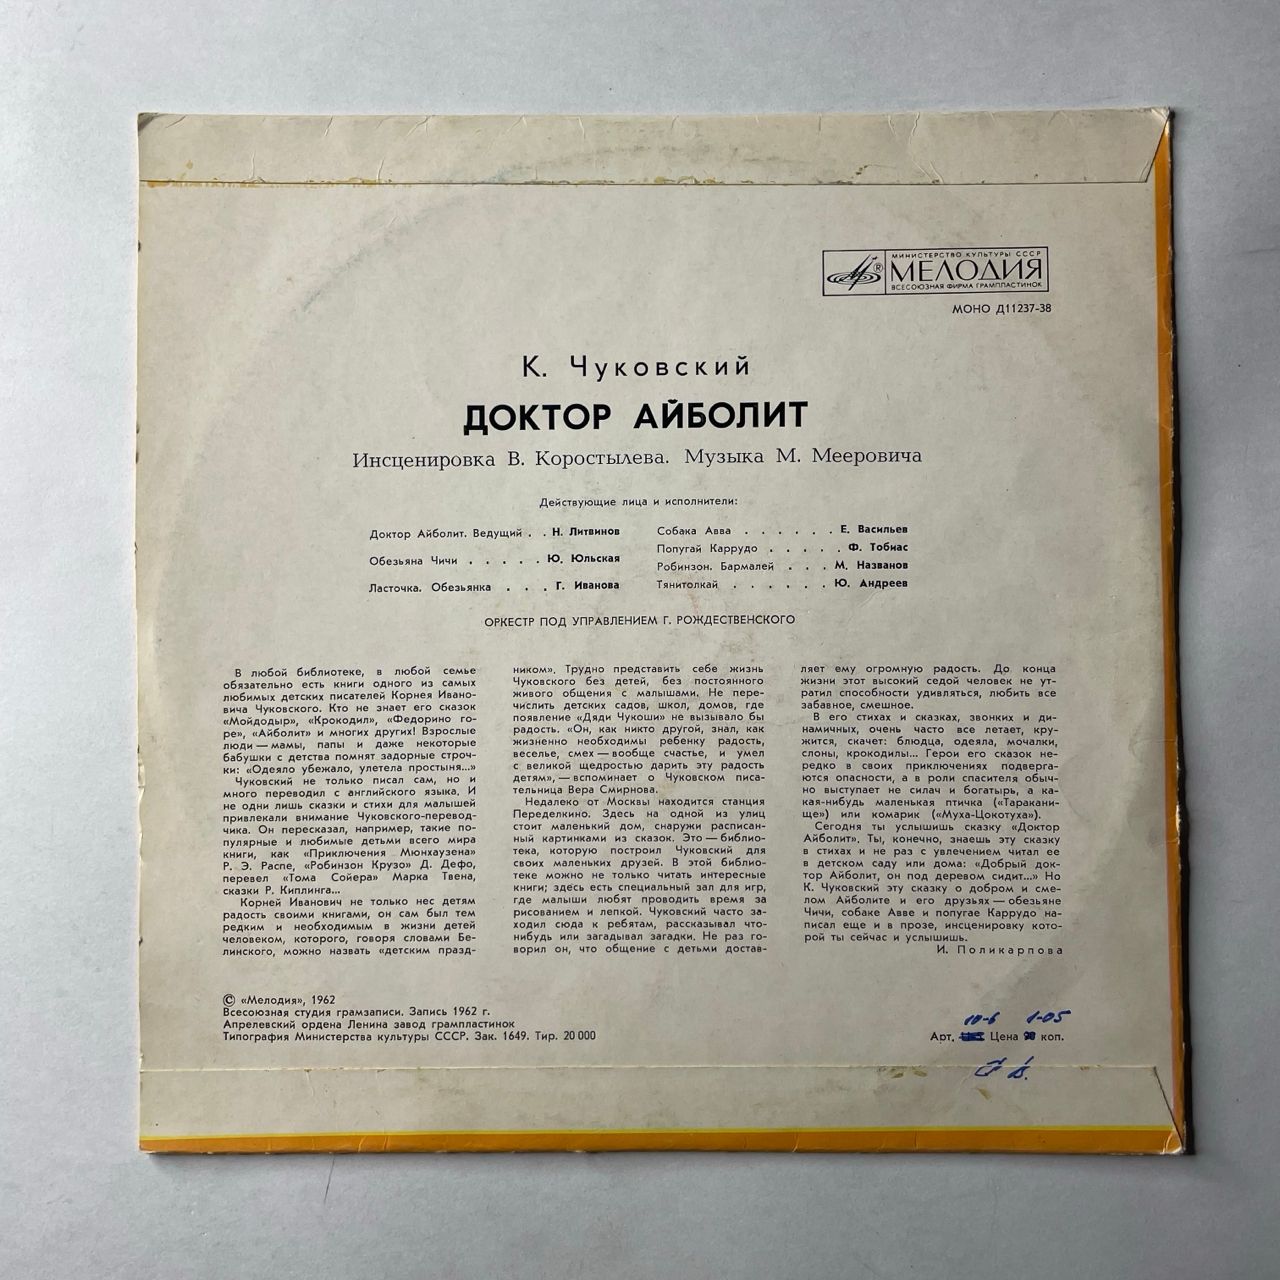 МИНИСТЕРСТВО КУЛЬТУРЫ СССР
МЕЛОДИЯ
ВСЕСОЮЗНАЯ ФИРМА ГРАМПЛАСТИНОК
МОНО Д11237-38
К. Чуковский
ДОКТОР АЙБОЛИТ
Инсценировка В. Коростылева. Музыка М. Мееровича
Действующие лица и исполнители:
Доктор Айболит. Ведущий . . Н. Литвинов
Обезьяна Чичи . . . . . Ю. Юльская
Ласточка. Обезьянка . . . Г. Иванова
Собака Авва . . . . . . Е. Васильев
Попугай Каррудо . . . . . Ф. Тобиас
Робинзон. Бармалей . . . М. Названов
Тянитолкай . . . . . . Ю. Андреев
ОРКЕСТР ПОД УПРАВЛЕНИЕМ Г. РОЖДЕСТВЕНСКОГО
В любой библиотеке, в любой семье
обязательно есть книги одного из самых
любимых детских писателей Корнея Ивано-
вича Чуковского. Кто не знает его сказок
«Мойдодыр», «Крокодил», «Федорино го-
ре», «Айболит» и многих других! Взрослые
люди — мамы, папы и даже некоторые
бабушки с детства помнят задорные строч-
ки: «Одеяло убежало, улетела простыня...»
Чуковский не только писал сам, но и
много переводил с английского языка. И
не одни лишь сказки и стихи для малышей
привлекали внимание Чуковского-перевод-
чика. Он пересказал, например, такие по-
пулярные и любимые детьми всего мира
книги, как «Приключения Мюнхаузена»
Р. Э. Распе, «Робинзон Крузо» Д. Дефо,
перевел «Тома Сойера» Марка Твена,
сказки Р. Киплинга...
Корней Иванович не только нес детям
радость своими книгами, он сам был тем
редким и необходимым в жизни детей
человеком, которого, говоря словами Бе-
линского, можно назвать «детским празд-
ником». Трудно представить себе жизнь
Чуковского без детей, без постоянного
живого общения с малышами. Не пере-
числить детских садов, школ, домов, где
появление «Дяди Чукоши» не вызывало бы
радость. «Он, как никто другой, знал, как
жизненно необходимы ребенку радость,
веселье, смех — вообще счастье, и умел
с великой щедростью дарить эту радость
детям», — вспоминает о Чуковском писа-
тельница Вера Смирнова.
Недалеко от Москвы находится станция
Переделкино. Здесь на одной из улиц
стоит маленький дом, снаружи расписан-
ный картинками из сказок. Это — библио-
тека, которую построил Чуковский для
своих маленьких друзей. В этой библио-
теке можно не только читать интересные
книги; здесь есть специальный зал для игр,
где малыши любят проводить время за
рисованием и лепкой. Чуковский часто за-
ходил сюда к ребятам, рассказывал что-
нибудь или загадывал загадки. Не раз го-
ворил он, что общение с детьми достав-
ляет ему огромную радость. До конца
жизни этот высокий седой человек не ут-
ратил способности удивляться, любить все
забавное, смешное.
В его стихах и сказках, звонких и ди-
намичных, очень часто все летает, кру-
жится, скачет: блюдца, одеяла, мочалки,
слоны, крокодилы... Герои его сказок не-
редко в своих приключениях подверга-
ются опасности, а в роли спасителя обыч-
но выступает не силач и богатырь, а ка-
кая-нибудь маленькая птичка («Таракани-
ще») или комарик («Муха-Цокотуха»).
Сегодня ты услышишь сказку «Доктор
Айболит». Ты, конечно, знаешь эту сказку
в стихах и не раз с увлечением читал ее
в детском саду или дома: «Добрый док-
тор Айболит, он под деревом сидит...» Но
К. Чуковский эту сказку о добром и сме-
лом Айболите и его друзьях — обезьяне
Чичи, собаке Авве и попугае Каррудо на-
писал еще и в прозе, инсценировку кото-
рой ты сейчас и услышишь.
И. Поликарпова
© «Мелодия», 1962
Всесоюзная студия грамзаписи. Запись 1962 г.
Апрелевский ордена Ленина завод грампластинок
Типография Министерства культуры СССР. Зак. 1649. Тир. 20 000
10-6 1-05
Арт. Цена коп.